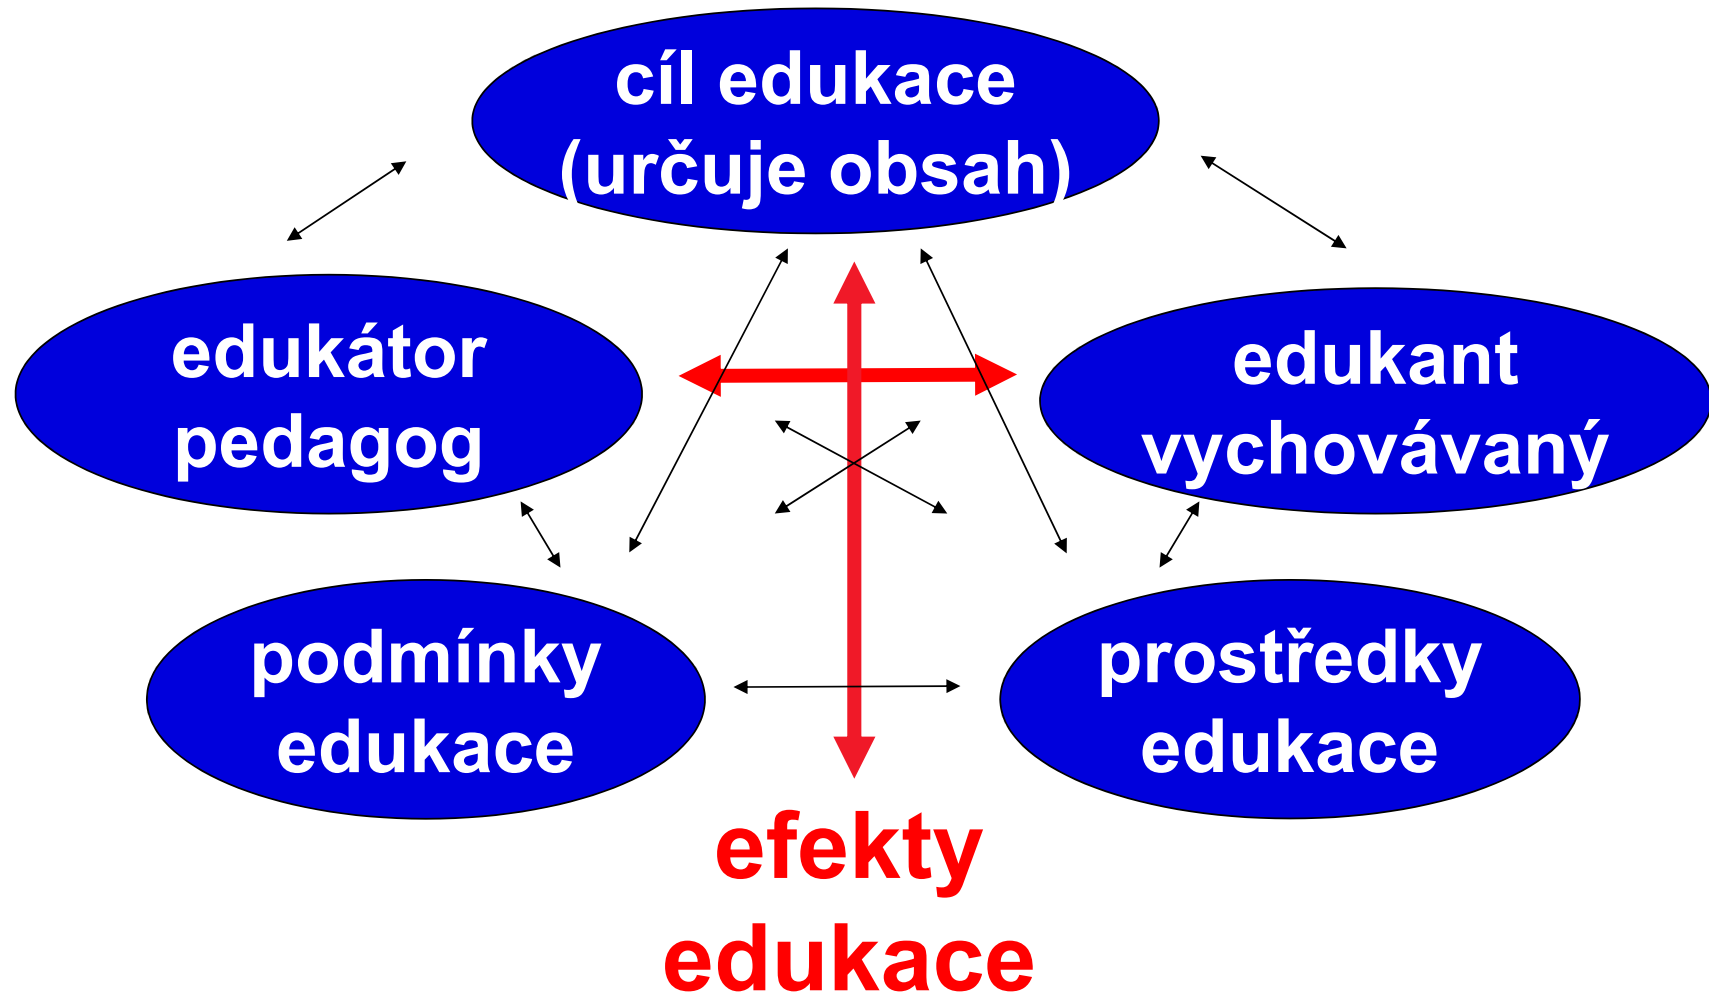 cíl edukace
(určuje obsah)
edukátor
pedagog
edukant
vychovávaný
podmínky
edukace
prostředky
edukace
efekty
edukace